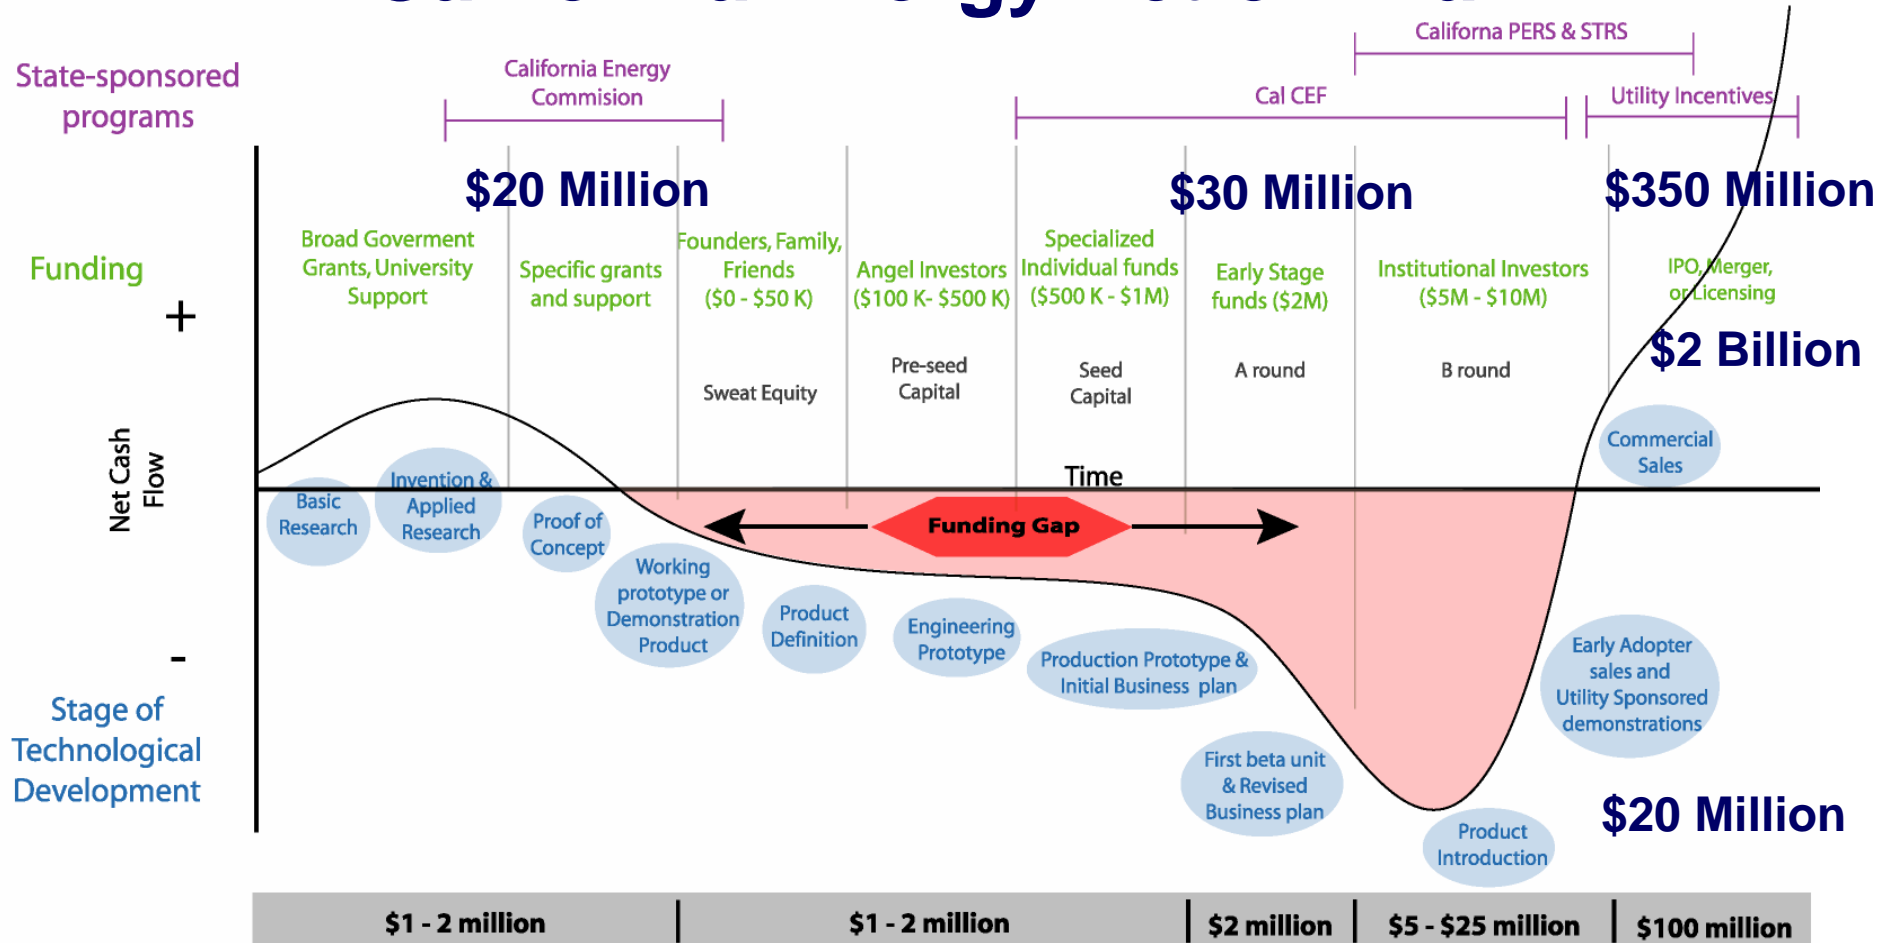 Californa PERS & STRS
State-sponsored
programs
California Energy
Commision
Cal CEF
Utility Incentives
$20 Million
$30 Million
$350 Million
Funding
+
Broad Goverment
Grants, University
Support
Specific grants
and support
Founders, Family,
Friends
($0 - $50 K)
Angel Investors
($100 K- $500 K)
Specialized
Individual funds
($500 K - $1M)
Early Stage
funds ($2M)
Institutional Investors
($5M - $10M)
IPO, Merger,
or Licensing
$2 Billion
Sweat Equity
Pre-seed
Capital
Seed
Capital
A round
B round
Net Cash
Flow
Time
Commercial
Sales
Basic
Research
Invention &
Applied
Research
Proof of
Concept
Funding Gap
Working
prototype or
Demonstration
Product
Product
Definition
Engineering
Prototype
Production Prototype &
Initial Business plan
Early Adopter
sales and
Utility Sponsored
demonstrations
-
Stage of
Technological
Development
First beta unit
& Revised
Business plan
Product
Introduction
$20 Million
$1 - 2 million
$1 - 2 million
$2 million
$5 - $25 million
$100 million